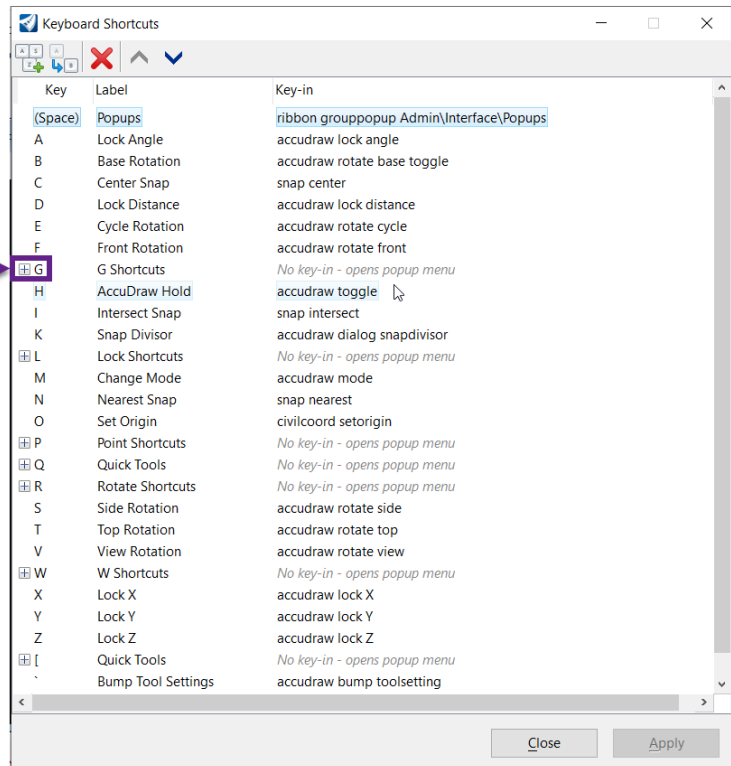 Keyboard Shortcuts
Key Label Key-in
(Space) Popups ribbon grouppopup Admin\Interface\Popups
A Lock Angle accudraw lock angle
B Base Rotation accudraw rotate base toggle
C Center Snap snap center
D Lock Distance accudraw lock distance
E Cycle Rotation accudraw rotate cycle
F Front Rotation accudraw rotate front
G G Shortcuts No key-in - opens popup menu
H AccuDraw Hold accudraw toggle
I Intersect Snap snap intersect
K Snap Divisor accudraw dialog snapdivisor
L Lock Shortcuts No key-in - opens popup menu
M Change Mode accudraw mode
N Nearest Snap snap nearest
O Set Origin civilcoord setorigin
P Point Shortcuts No key-in - opens popup menu
Q Quick Tools No key-in - opens popup menu
R Rotate Shortcuts No key-in - opens popup menu
S Side Rotation accudraw rotate side
T Top Rotation accudraw rotate top
V View Rotation accudraw rotate view
W W Shortcuts No key-in - opens popup menu
X Lock X accudraw lock X
Y Lock Y accudraw lock Y
Z Lock Z accudraw lock Z
[ Quick Tools No key-in - opens popup menu
` Bump Tool Settings accudraw bump toolsetting
Close Apply